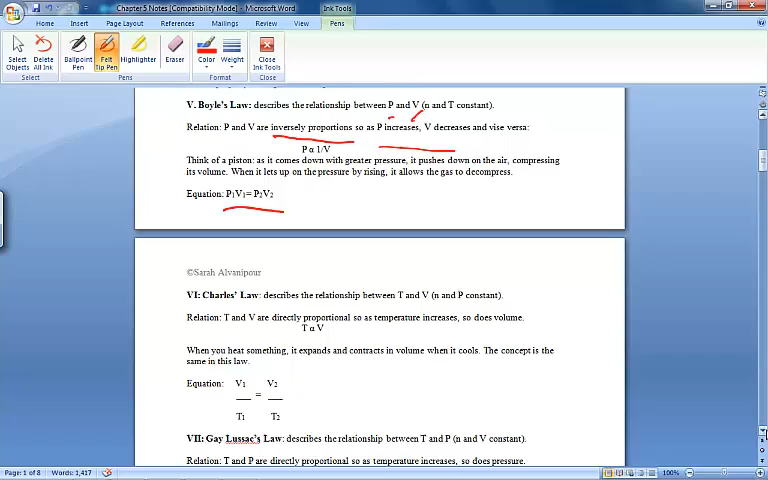 Chapter 5 Notes [Compatibility Mode] - Microsoft Word
Ink Tools
Home Insert Page Layout References Mailings Review View Pens
Select Objects
Delete All Ink
Ballpoint Pen
Felt Tip Pen
Highlighter
Eraser
Color
Weight
Close Ink Tools
Select Pens Format Close
V. Boyle's Law: describes the relationship between P and V (n and T constant).
Relation: P and V are inversely proportions so as P increases, V decreases and vise versa:
P α 1/V
Think of a piston: as it comes down with greater pressure, it pushes down on the air, compressing
its volume. When it lets up on the pressure by rising, it allows the gas to decompress.
Equation: P1V1= P2V2
©Sarah Alvanipour
VI: Charles' Law: describes the relationship between T and V (n and P constant).
Relation: T and V are directly proportional so as temperature increases, so does volume.
T α V
When you heat something, it expands and contracts in volume when it cools. The concept is the
same in this law.
Equation: V1 V2
___ = ___
T1 T2
VII: Gay Lussac's Law: describes the relationship between T and P (n and V constant).
Relation: T and P are directly proportional so as temperature increases, so does pressure.
Page: 1 of 8 Words: 1,417 100%